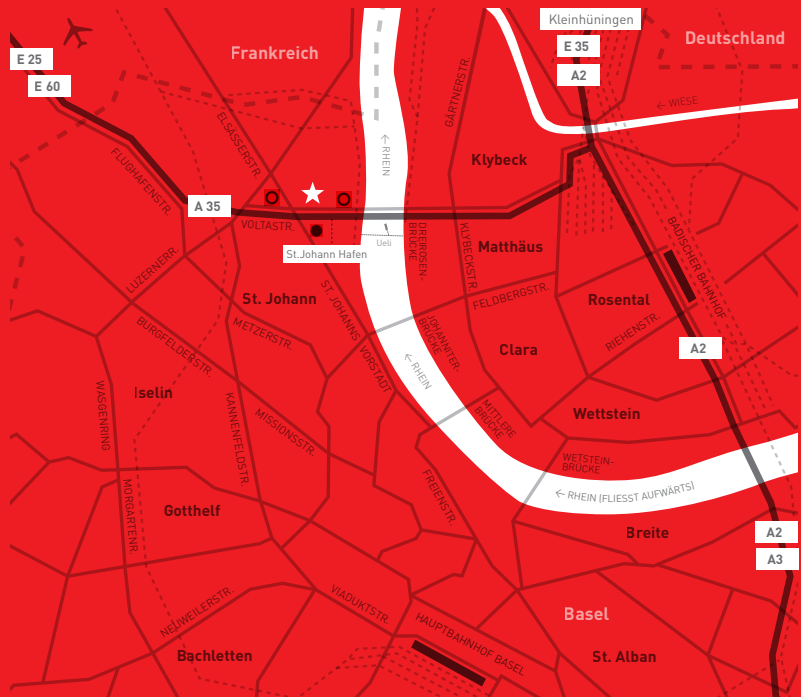 Kleinhüningen
Frankreich
Deutschland
E 25
E 35
E 60
A2
← WIESE
GÄRTNERSTR.
ELSÄSSERSTR.
← RHEIN
Klybeck
FLUGHAFENSTR.
A 35
VOLTASTR.
DREIROSEN-
BRÜCKE
KLYBECKSTR.
Matthäus
BADISCHER BAHNHOF
Ueli
St.Johann Hafen
LUZERNERR.
St. Johann
ST. JOHANNS VORSTADT
FELDBERGSTR.
Rosental
BURGFELDERSTR.
METZERSTR.
JOHANNITER-
BRÜCKE
Clara
RIEHENSTR.
A2
← RHEIN
Iselin
WASGENRING
KANNENFELDSTR.
MISSIONSSTR.
MITTLERE
BRÜCKE
Wettstein
WETSTEIN-
BRÜCKE
FREIENSTR.
← RHEIN (FLIESST AUFWÄRTS)
MORGARTENR.
Gotthelf
Breite
A2
A3
NEUWEILERSTR.
VIADUKTSTR.
HAUPTBAHNHOF BASEL
Basel
Bachletten
St. Alban